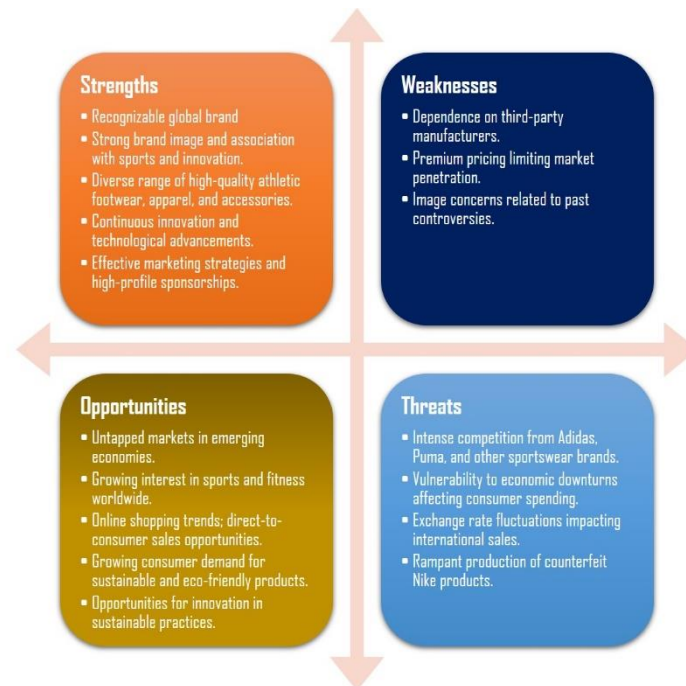 Strengths
▪ Recognizable global brand
▪ Strong brand image and association
with sports and innovation.
▪ Diverse range of high-quality athletic
footwear, apparel, and accessories.
▪ Continuous innovation and
technological advancements.
▪ Effective marketing strategies and
high-profile sponsorships.
Weaknesses
▪ Dependence on third-party
manufacturers.
▪ Premium pricing limiting market
penetration.
▪ Image concerns related to past
controversies.
Opportunities
▪ Untapped markets in emerging
economies.
▪ Growing interest in sports and fitness
worldwide.
▪ Online shopping trends; direct-to-
consumer sales opportunities.
▪ Growing consumer demand for
sustainable and eco-friendly products.
▪ Opportunities for innovation in
sustainable practices.
Threats
▪ Intense competition from Adidas,
Puma, and other sportswear brands.
▪ Vulnerability to economic downturns
affecting consumer spending.
▪ Exchange rate fluctuations impacting
international sales.
▪ Rampant production of counterfeit
Nike products.